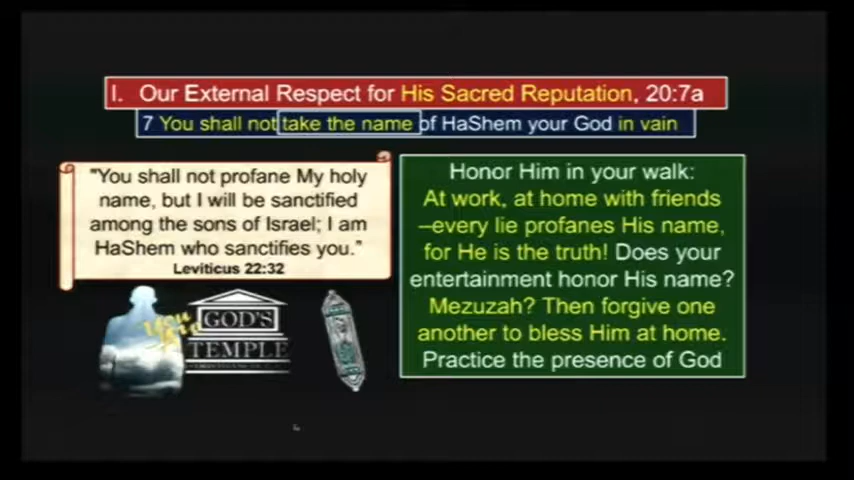 I. Our External Respect for His Sacred Reputation, 20:7a
7 You shall not take the name of HaShem your God in vain
"You shall not profane My holy
name, but I will be sanctified
among the sons of Israel; I am
HaShem who sanctifies you."
Leviticus 22:32
Honor Him in your walk:
At work, at home with friends
–every lie profanes His name,
for He is the truth! Does your
entertainment honor His name?
Mezuzah? Then forgive one
another to bless Him at home.
Practice the presence of God
You Are
GOD'S
TEMPLE